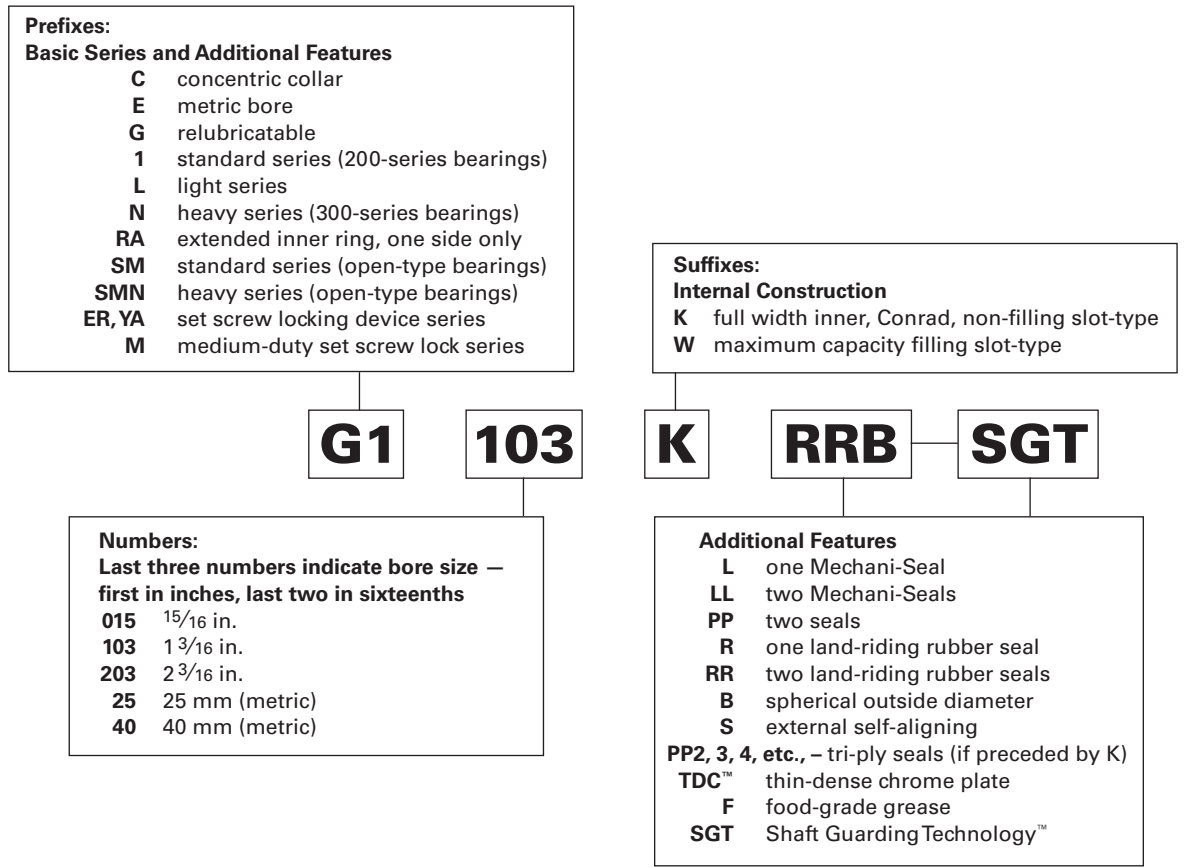 Prefixes:
Basic Series and Additional Features
C concentric collar
E metric bore
G relubricatable
1 standard series (200-series bearings)
L light series
N heavy series (300-series bearings)
RA extended inner ring, one side only
SM standard series (open-type bearings)
SMN heavy series (open-type bearings)
ER, YA set screw locking device series
M medium-duty set screw lock series
Suffixes:
Internal Construction
K full width inner, Conrad, non-filling slot-type
W maximum capacity filling slot-type
G1 103 K RRB SGT
Numbers:
Last three numbers indicate bore size —
first in inches, last two in sixteenths
015 15/16 in.
103 1 3/16 in.
203 2 3/16 in.
25 25 mm (metric)
40 40 mm (metric)
Additional Features
L one Mechani-Seal
LL two Mechani-Seals
PP two seals
R one land-riding rubber seal
RR two land-riding rubber seals
B spherical outside diameter
S external self-aligning
PP2, 3, 4, etc., – tri-ply seals (if preceded by K)
TDC™ thin-dense chrome plate
F food-grade grease
SGT Shaft Guarding Technology™